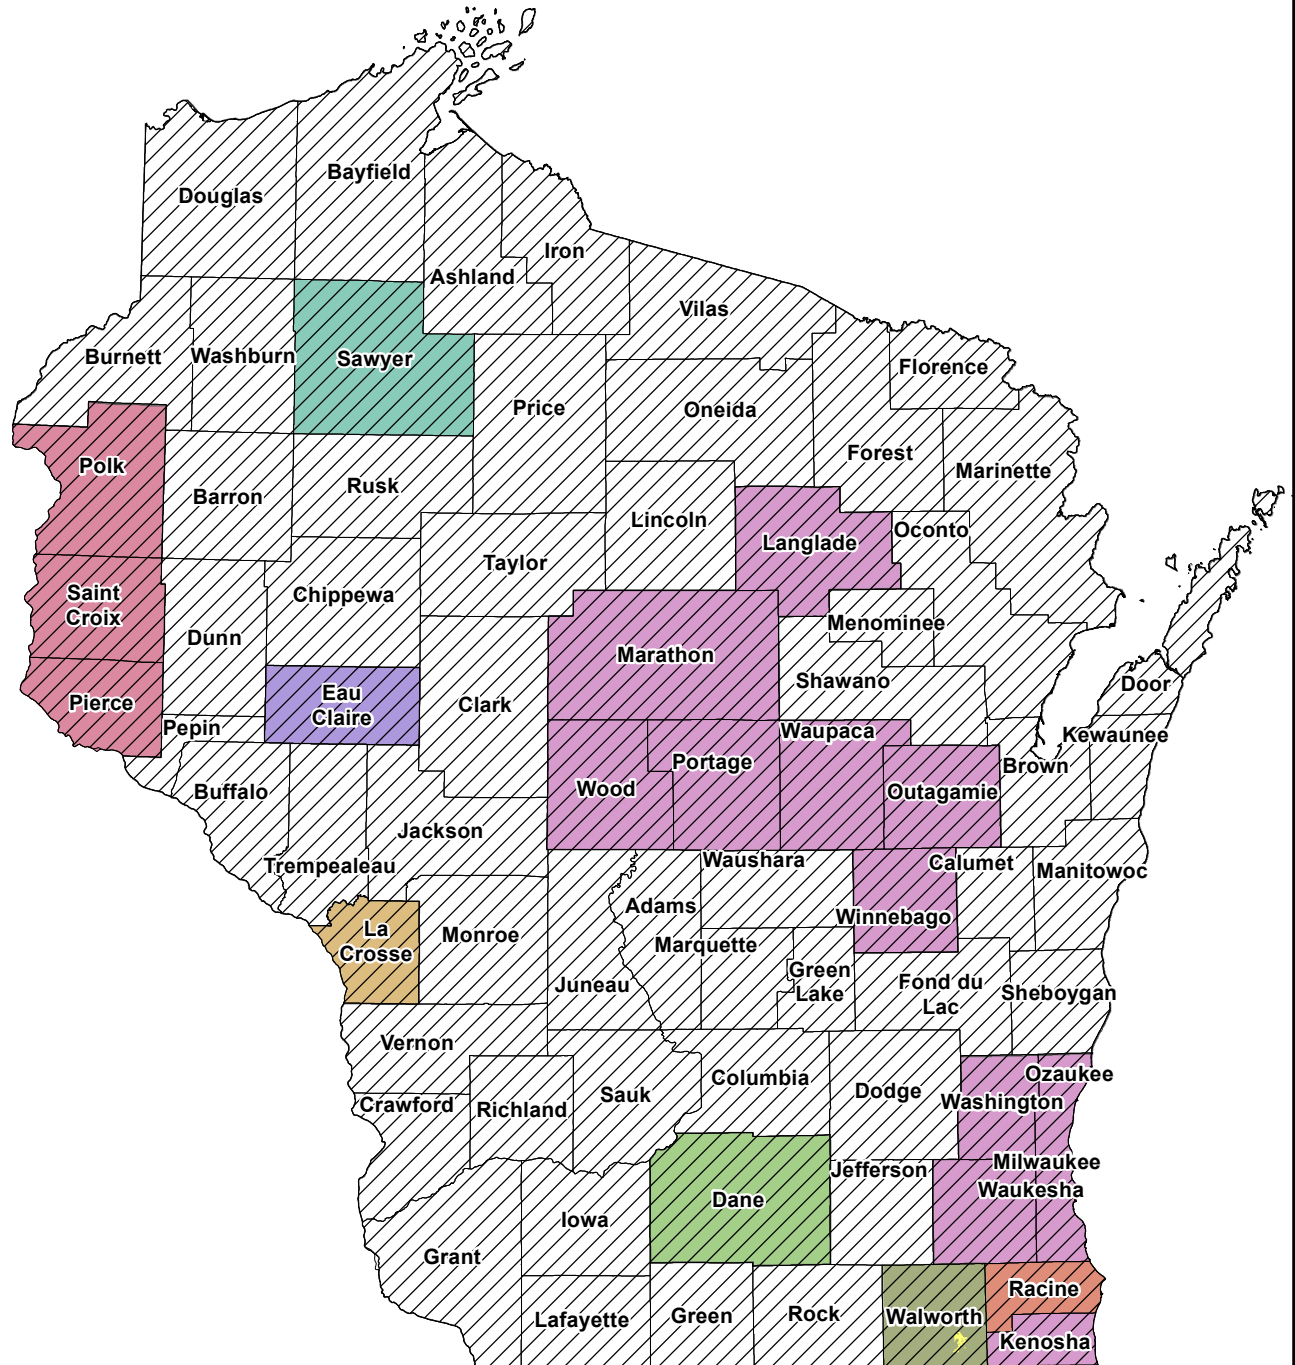 Bayfield
Douglas
Iron
Ashland
Vilas
Burnett
Washburn
Sawyer
Florence
Price
Oneida
Forest
Polk
Marinette
Rusk
Barron
Lincoln
Oconto
Langlade
Taylor
Chippewa
Saint
Croix
Menominee
Dunn
Marathon
Shawano
Door
Eau
Claire
Pierce
Clark
Pepin
Waupaca
Kewaunee
Portage
Brown
Wood
Buffalo
Outagamie
Jackson
Waushara
Calumet
Trempealeau
Manitowoc
Adams
Winnebago
La
Crosse
Monroe
Marquette
Green
Lake
Fond du
Lac
Juneau
Sheboygan
Vernon
Ozaukee
Columbia
Dodge
Sauk
Washington
Crawford
Richland
Milwaukee
Jefferson
Waukesha
Dane
Iowa
Grant
Racine
Rock
Green
Walworth
Lafayette
Kenosha